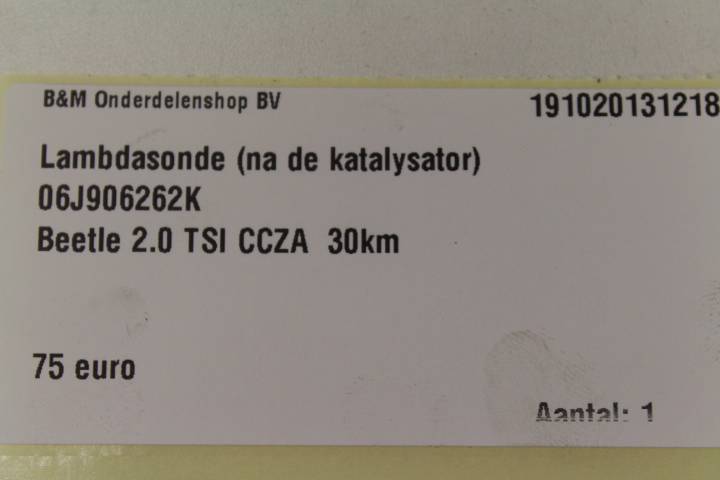 B&M Onderdelenshop BV
191020131218
Lambdasonde (na de katalysator)
06J906262K
Beetle 2.0 TSI CCZA 30km
75 euro
Aantal: 1